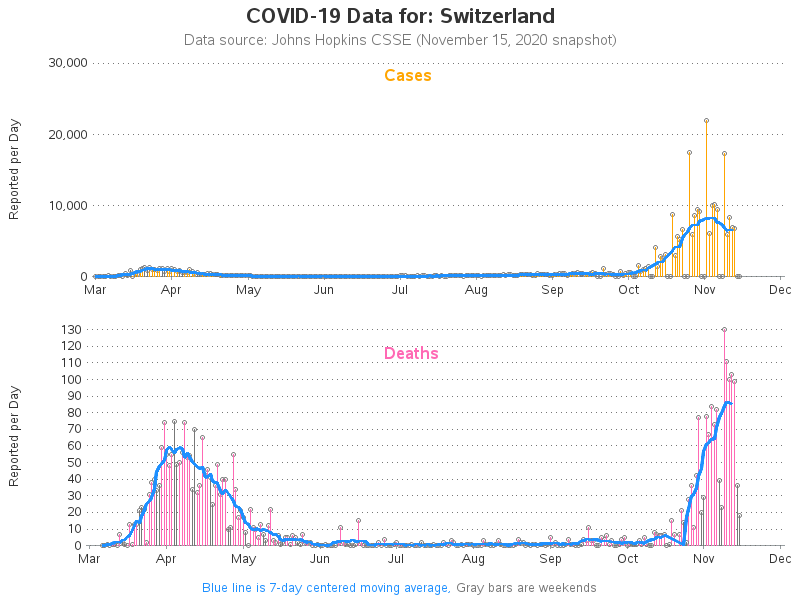 COVID-19 Data for: Switzerland
Data source: Johns Hopkins CSSE (November 15, 2020 snapshot)
Cases
Reported per Day
30,000
20,000
10,000
0
Mar Apr May Jun Jul Aug Sep Oct Nov Dec
Deaths
Reported per Day
130
120
110
100
90
80
70
60
50
40
30
20
10
0
Mar Apr May Jun Jul Aug Sep Oct Nov Dec
Blue line is 7-day centered moving average, Gray bars are weekends